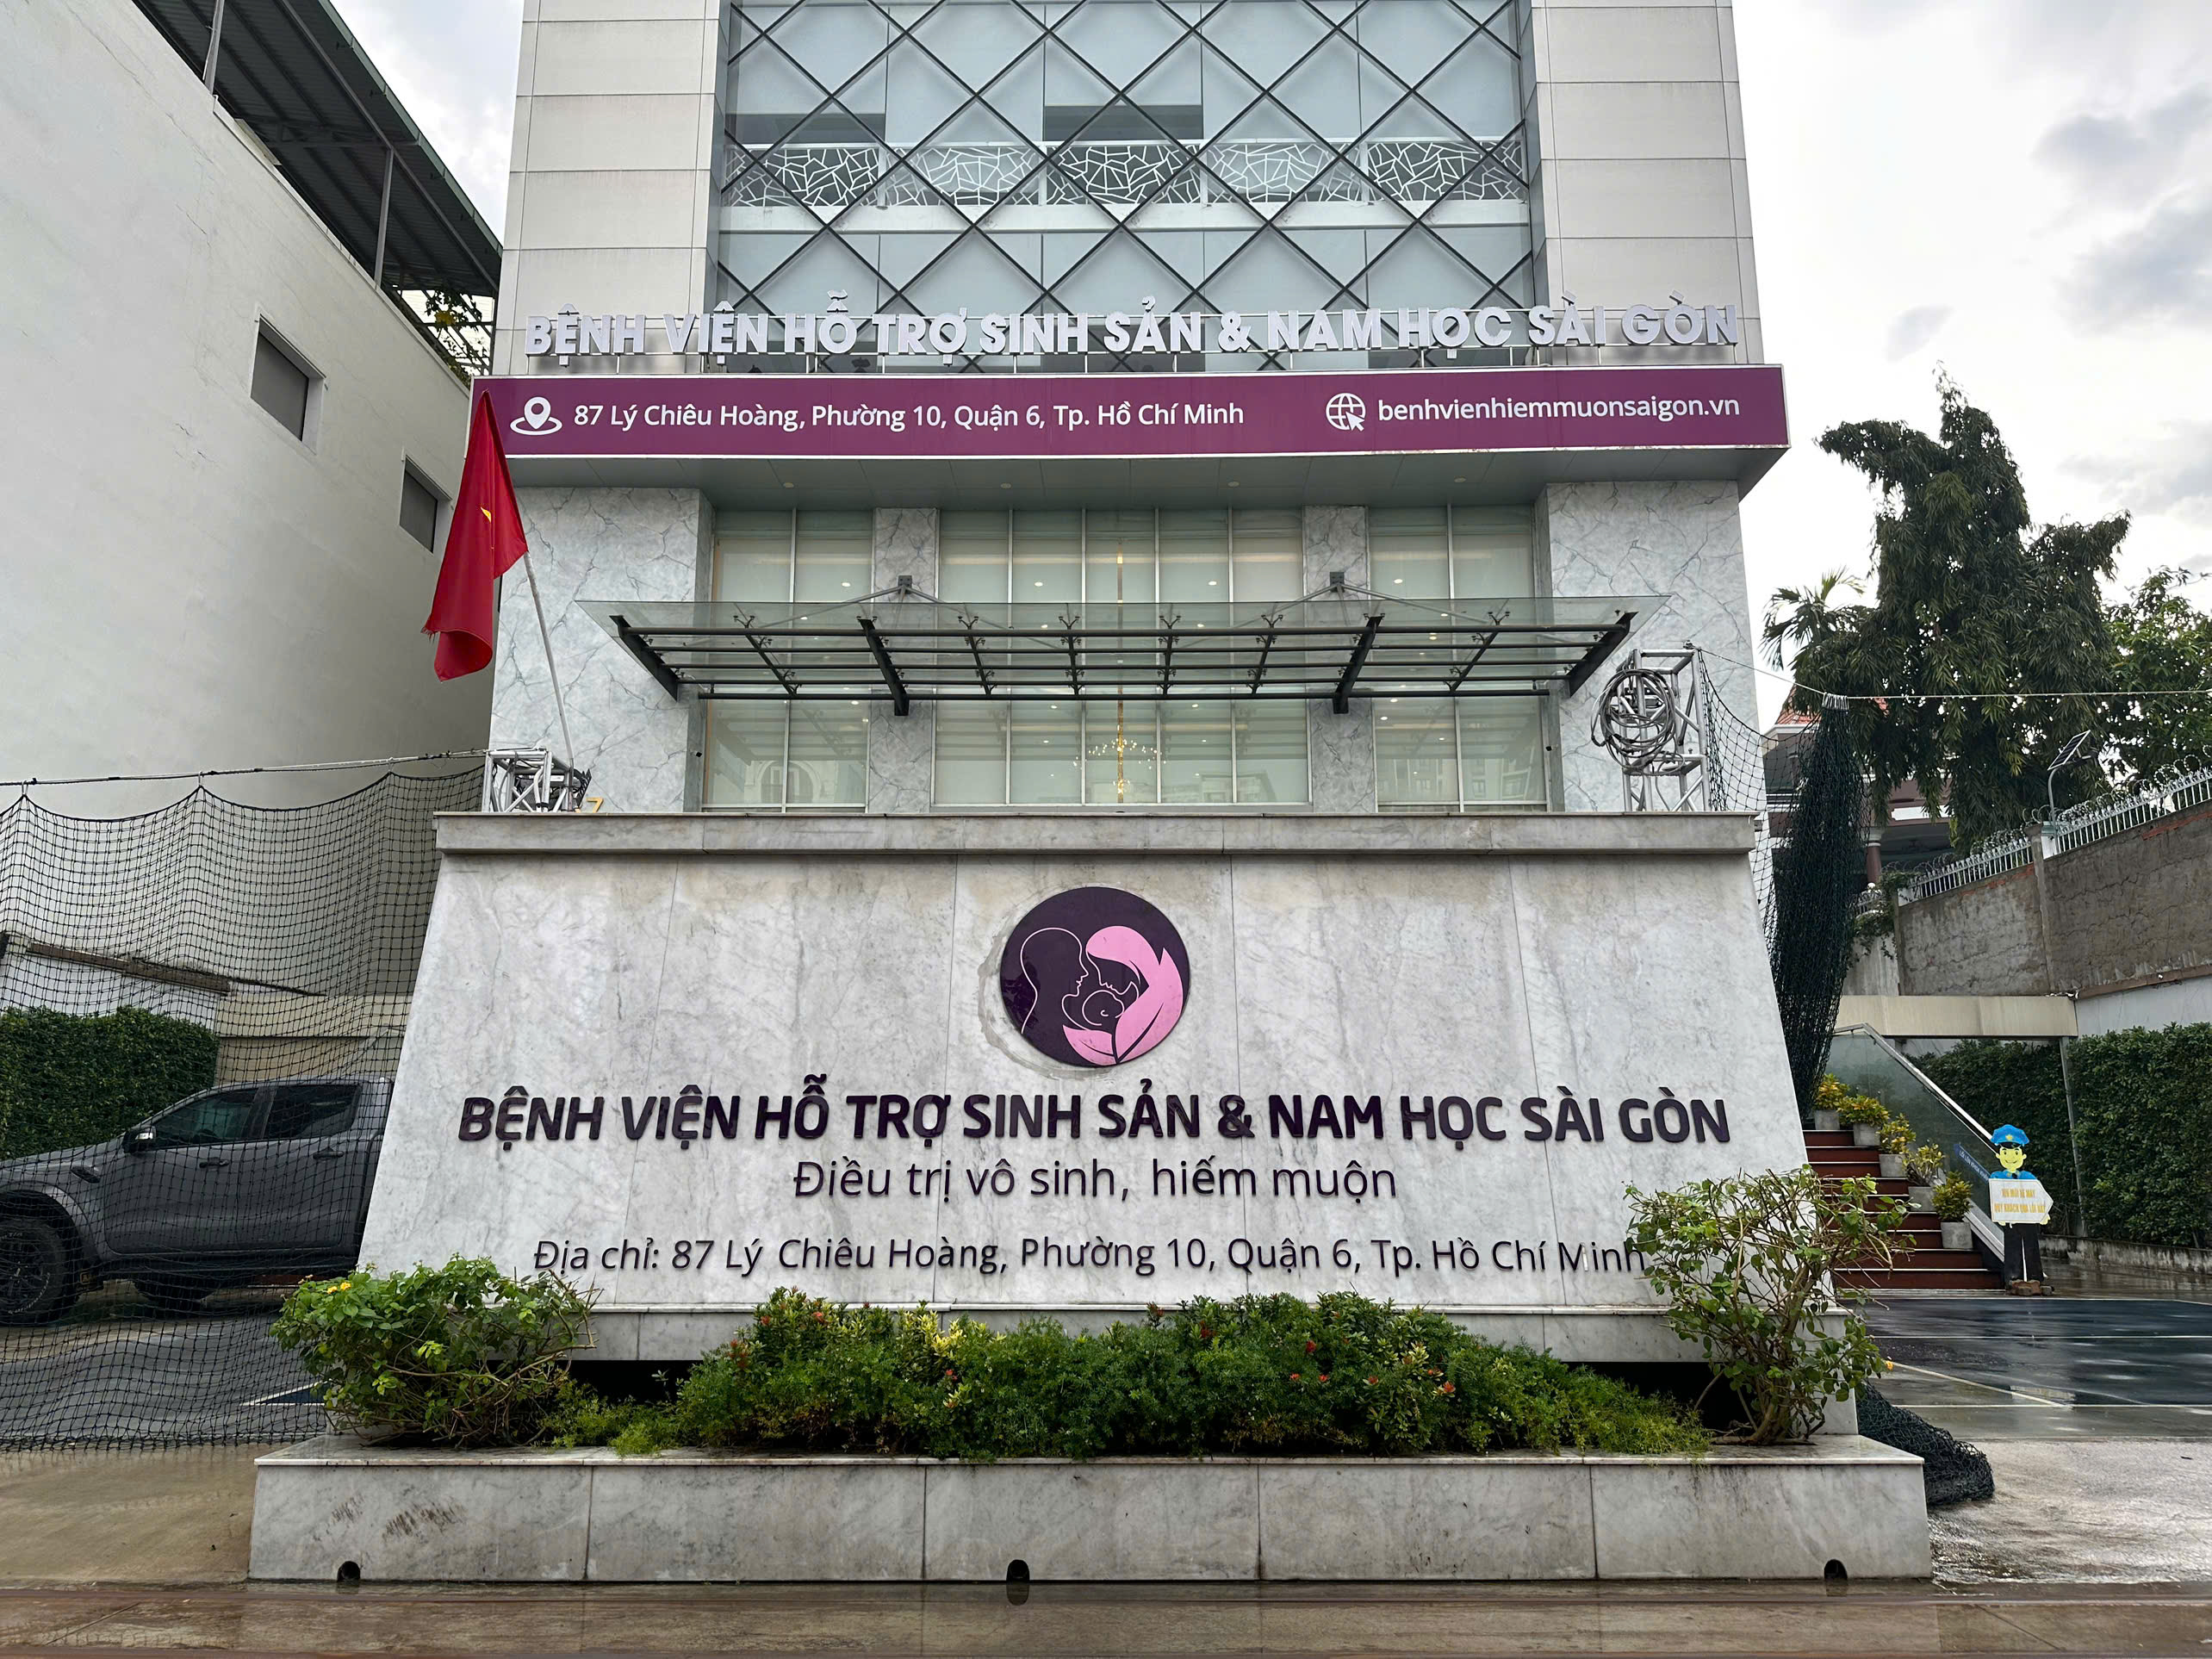 BỆNH VIỆN HỖ TRỢ SINH SẢN & NAM HỌC SÀI GÒN
87 Lý Chiêu Hoàng, Phường 10, Quận 6, Tp. Hồ Chí Minh
benhvienhiemmuonsaigon.vn
BỆNH VIỆN HỖ TRỢ SINH SẢN & NAM HỌC SÀI GÒN
Điều trị vô sinh, hiếm muộn
Địa chỉ: 87 Lý Chiêu Hoàng, Phường 10, Quận 6, Tp. Hồ Chí Minh